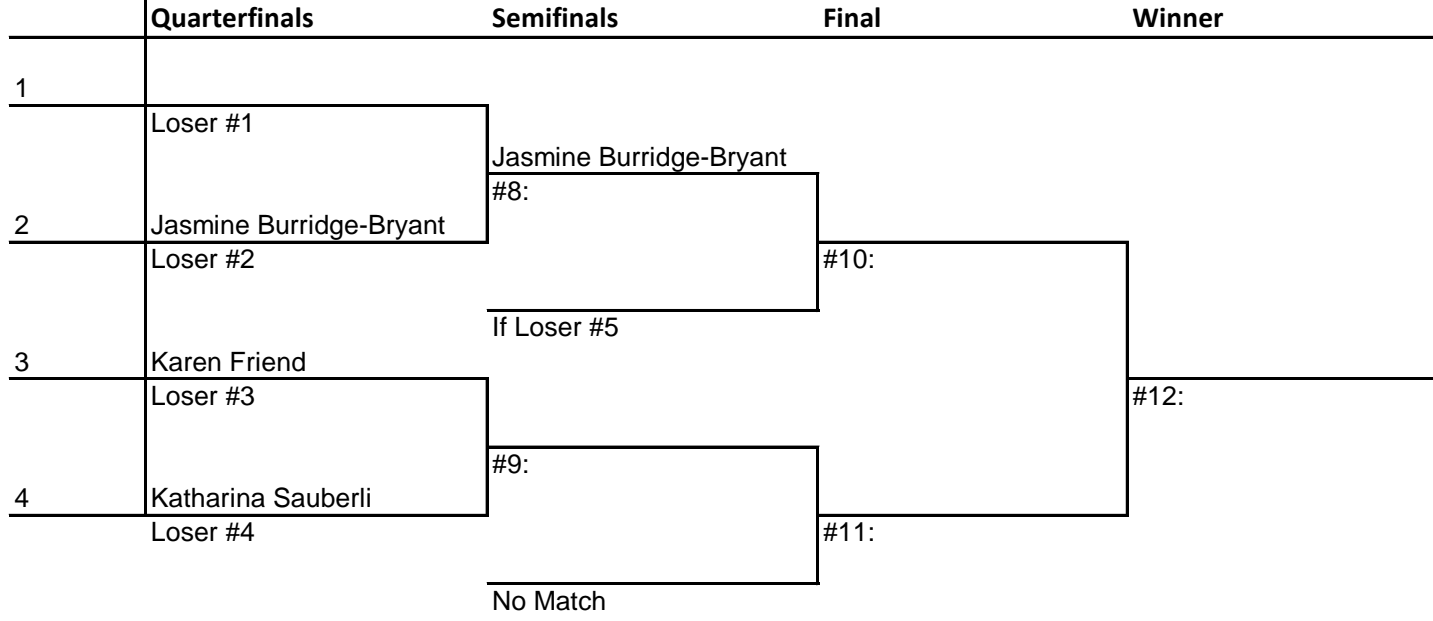 Quarterfinals Semifinals Final Winner
1
Loser #1
Jasmine Burridge-Bryant
#8:
2 Jasmine Burridge-Bryant
Loser #2 #10:
If Loser #5
3 Karen Friend
Loser #3 #12:
#9:
4 Katharina Sauberli
Loser #4 #11:
No Match